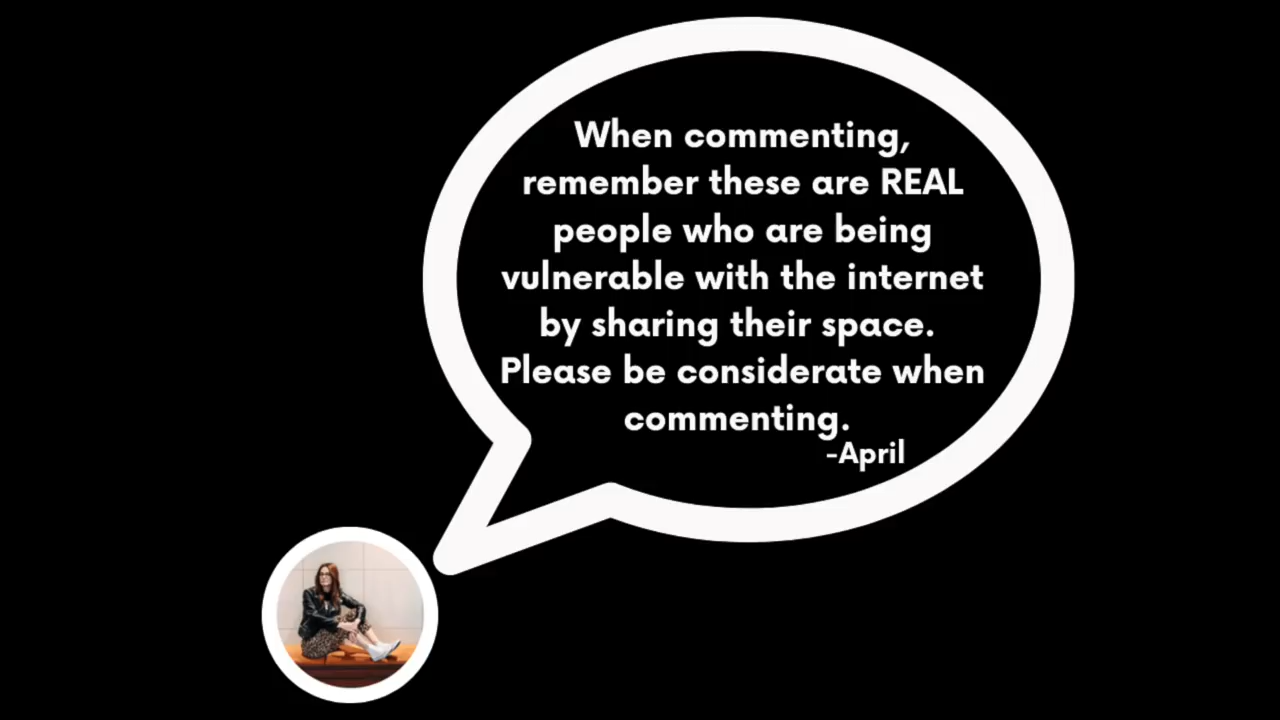 When commenting,
remember these are REAL
people who are being
vulnerable with the internet
by sharing their space.
Please be considerate when
commenting.
-April